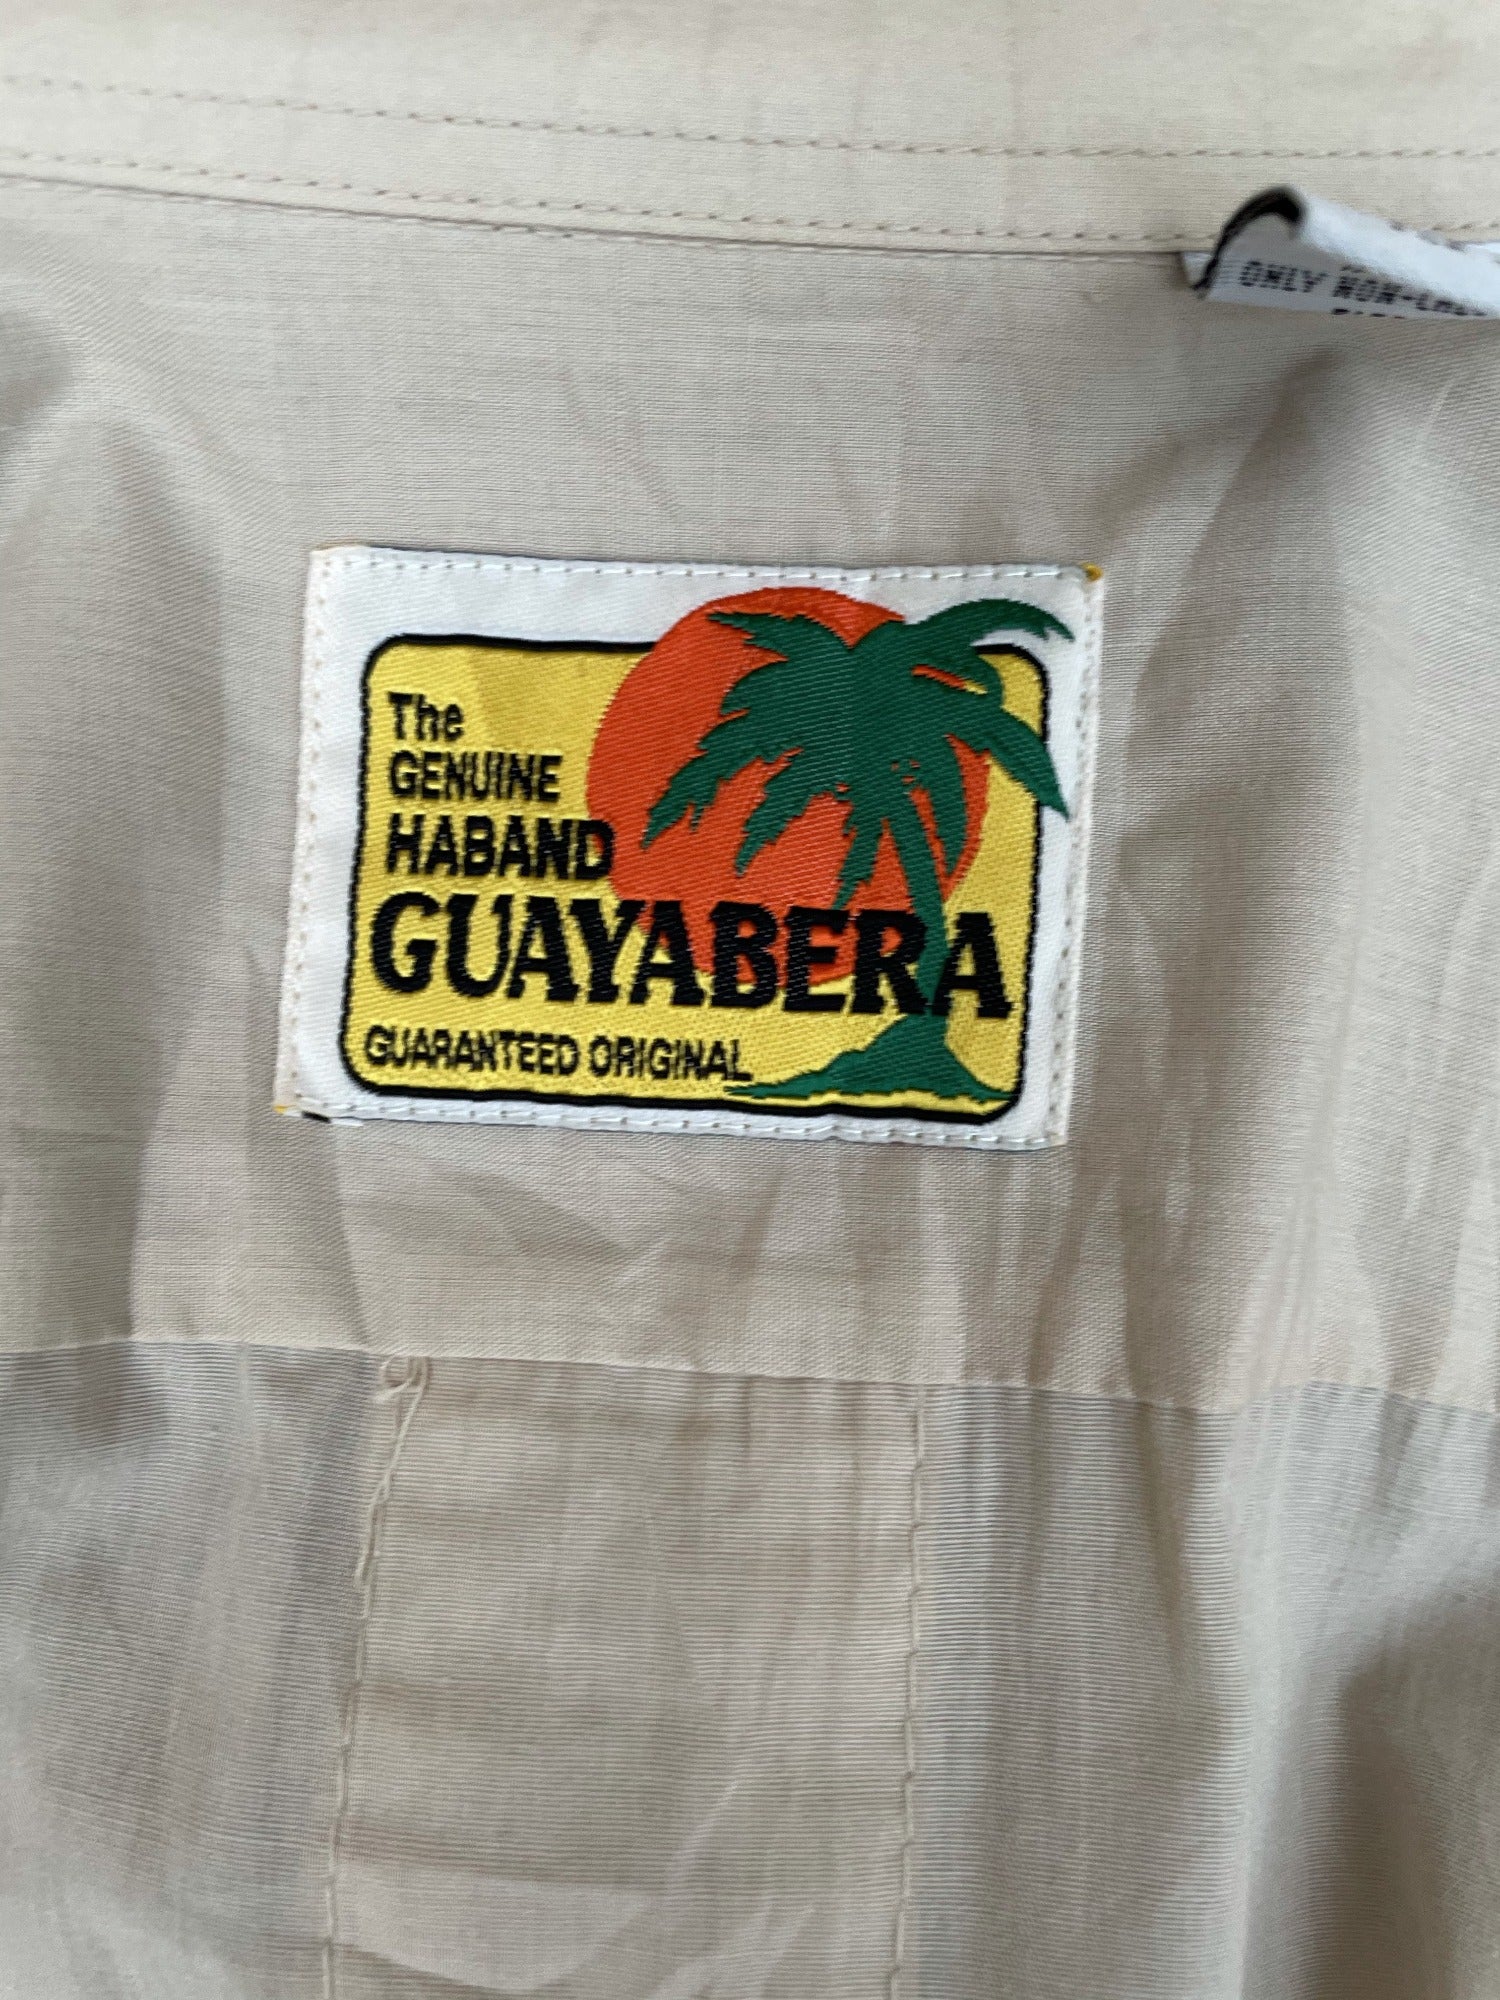 ONLY NON-
The
GENUINE
HABAND
GUAYABERA
GUARANTEED ORIGINAL